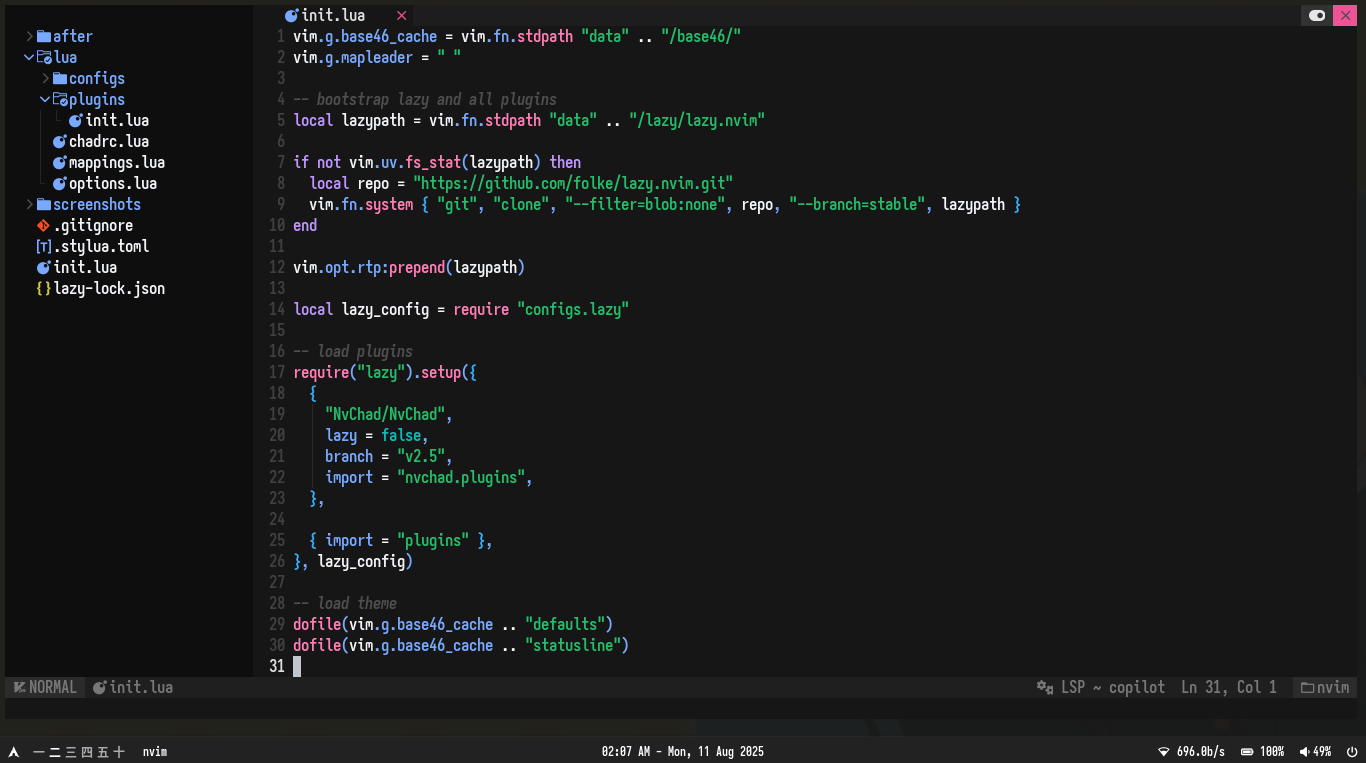 init.lua
after
lua
configs
plugins
init.lua
chadrc.lua
mappings.lua
options.lua
screenshots
.gitignore
[T].stylua.toml
init.lua
{}lazy-lock.json
1 vim.g.base46_cache = vim.fn.stdpath "data" .. "/base46/"
2 vim.g.mapleader = " "
3
4 -- bootstrap lazy and all plugins
5 local lazypath = vim.fn.stdpath "data" .. "/lazy/lazy.nvim"
6
7 if not vim.uv.fs_stat(lazypath) then
8   local repo = "https://github.com/folke/lazy.nvim.git"
9   vim.fn.system { "git", "clone", "--filter=blob:none", repo, "--branch=stable", lazypath }
10 end
11
12 vim.opt.rtp:prepend(lazypath)
13
14 local lazy_config = require "configs.lazy"
15
16 -- load plugins
17 require("lazy").setup({
18   {
19     "NvChad/NvChad",
20     lazy = false,
21     branch = "v2.5",
22     import = "nvchad.plugins",
23   },
24
25   { import = "plugins" },
26 }, lazy_config)
27
28 -- load theme
29 dofile(vim.g.base46_cache .. "defaults")
30 dofile(vim.g.base46_cache .. "statusline")
31
NORMAL init.lua LSP ~ copilot Ln 31, Col 1 nvim
一 二 三 四 五 十 nvim 02:07 AM - Mon, 11 Aug 2025 696.0b/s 100% 49%